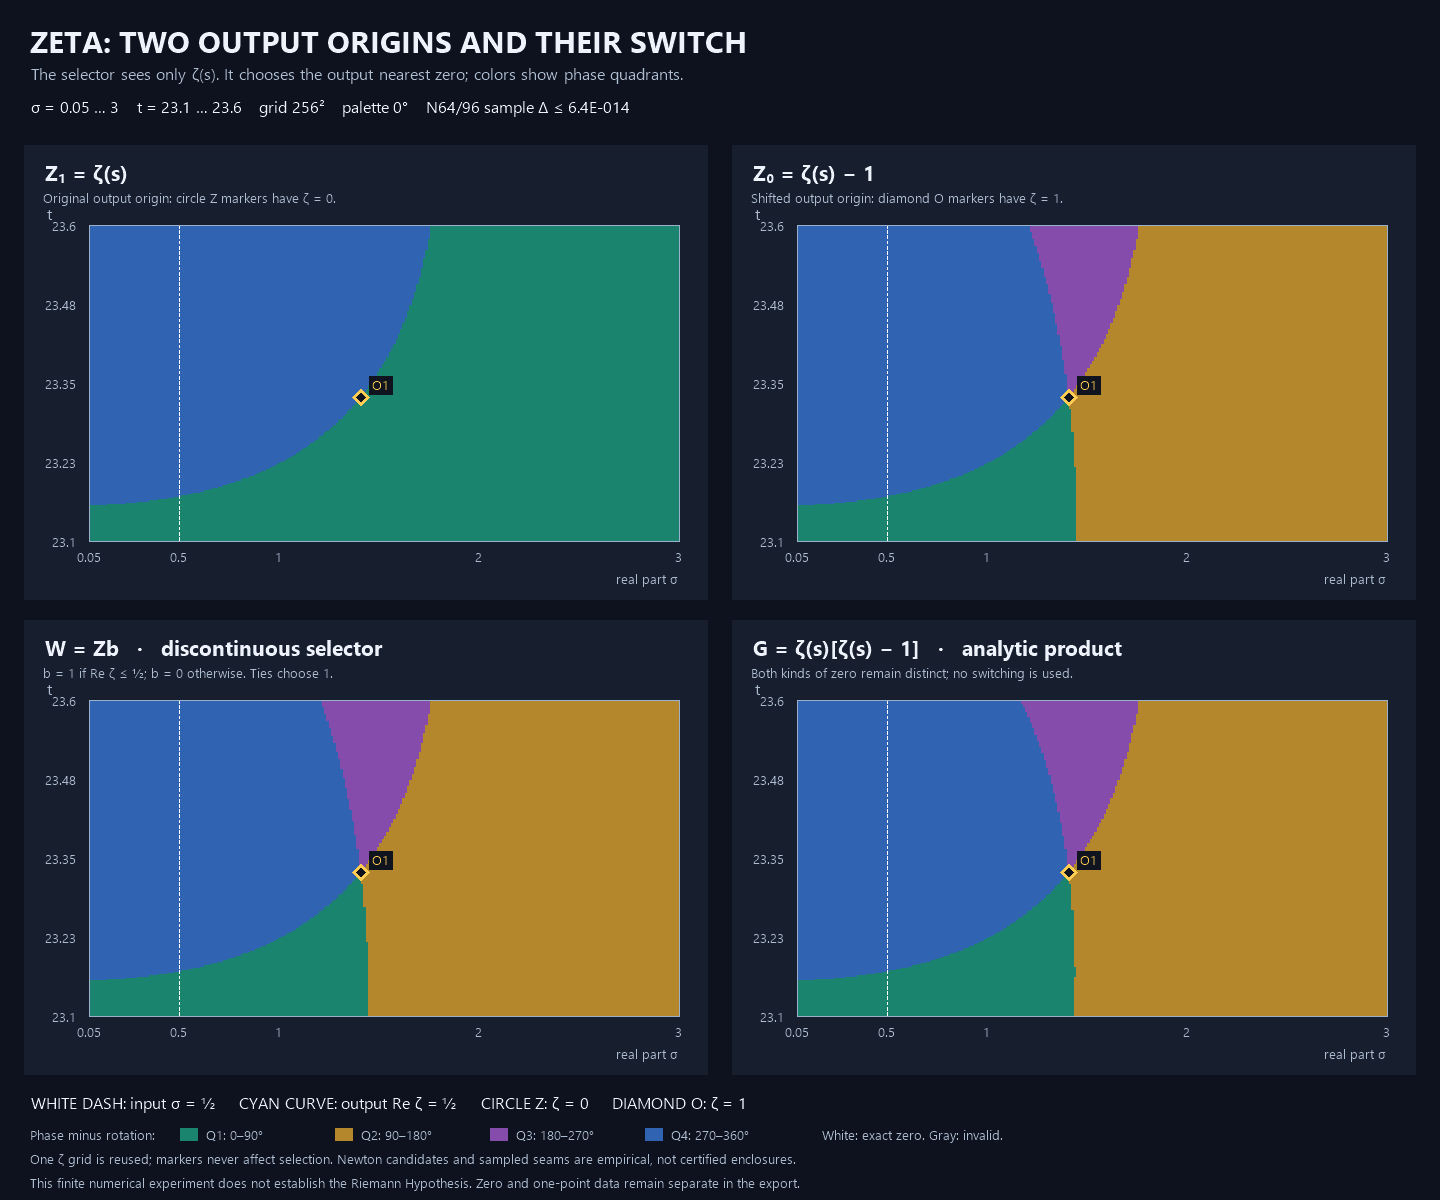 ZETA: TWO OUTPUT ORIGINS AND THEIR SWITCH
The selector sees only ζ(s). It chooses the output nearest zero; colors show phase quadrants.
σ = 0.05 … 3 t = 23.1 … 23.6 grid 256² palette 0° N64/96 sample Δ ≤ 6.4E-014
Z₁ = ζ(s)
Original output origin: circle Z markers have ζ = 0.
t
23.6
23.48
23.35
23.23
23.1
O1
0.05 0.5 1 2 3
real part σ
Z₀ = ζ(s) − 1
Shifted output origin: diamond O markers have ζ = 1.
t
23.6
23.48
23.35
23.23
23.1
O1
0.05 0.5 1 2 3
real part σ
W = Zb · discontinuous selector
b = 1 if Re ζ ≤ ½; b = 0 otherwise. Ties choose 1.
t
23.6
23.48
23.35
23.23
23.1
O1
0.05 0.5 1 2 3
real part σ
G = ζ(s)[ζ(s) − 1] · analytic product
Both kinds of zero remain distinct; no switching is used.
t
23.6
23.48
23.35
23.23
23.1
O1
0.05 0.5 1 2 3
real part σ
WHITE DASH: input σ = ½ CYAN CURVE: output Re ζ = ½ CIRCLE Z: ζ = 0 DIAMOND O: ζ = 1
Phase minus rotation: Q1: 0–90° Q2: 90–180° Q3: 180–270° Q4: 270–360° White: exact zero. Gray: invalid.
One ζ grid is reused; markers never affect selection. Newton candidates and sampled seams are empirical, not certified enclosures.
This finite numerical experiment does not establish the Riemann Hypothesis. Zero and one-point data remain separate in the export.